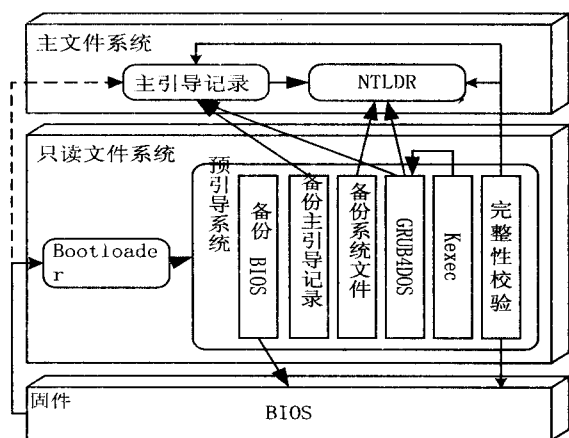 主文件系统
主引导记录
NTLDR
只读文件系统
预引导系统
Bootloade
r
备份 BIOS
备份主引导记录
备份系统文件
GRUB4DOS
Kexec
完整性校验
固件
BIOS